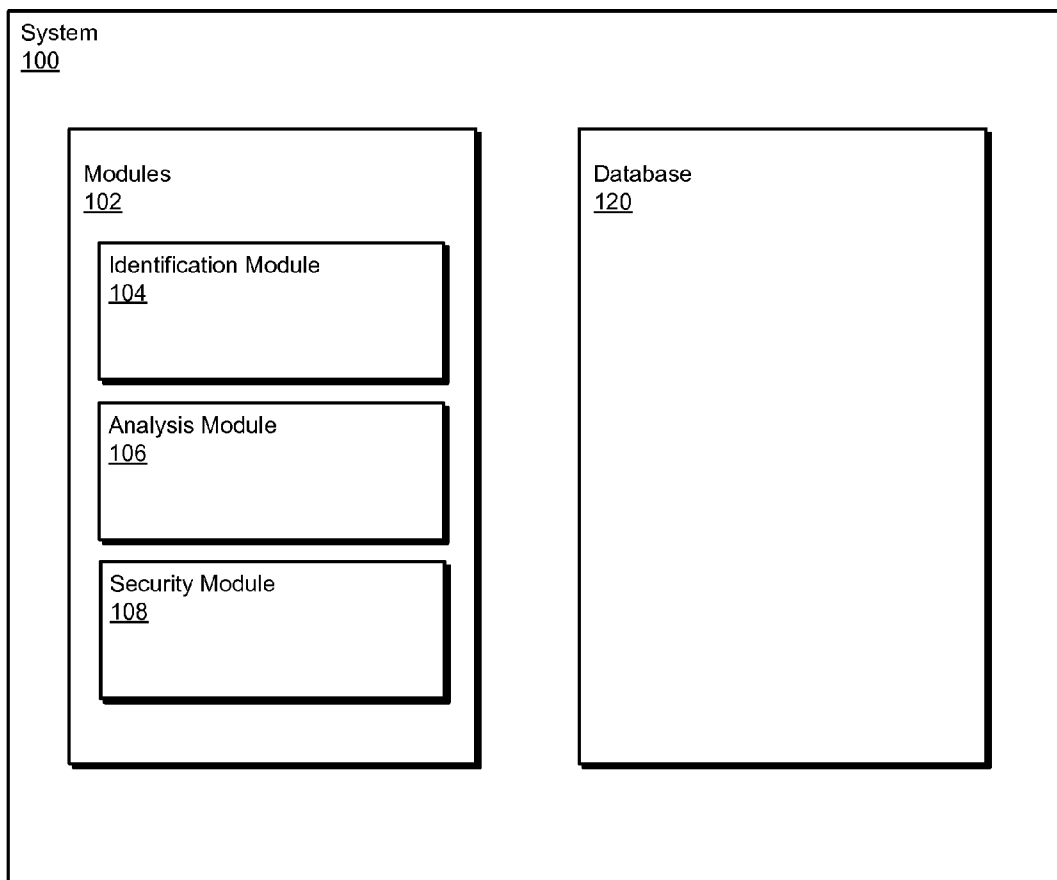 System
100
Modules
102
Identification Module
104
Analysis Module
106
Security Module
108
Database
120